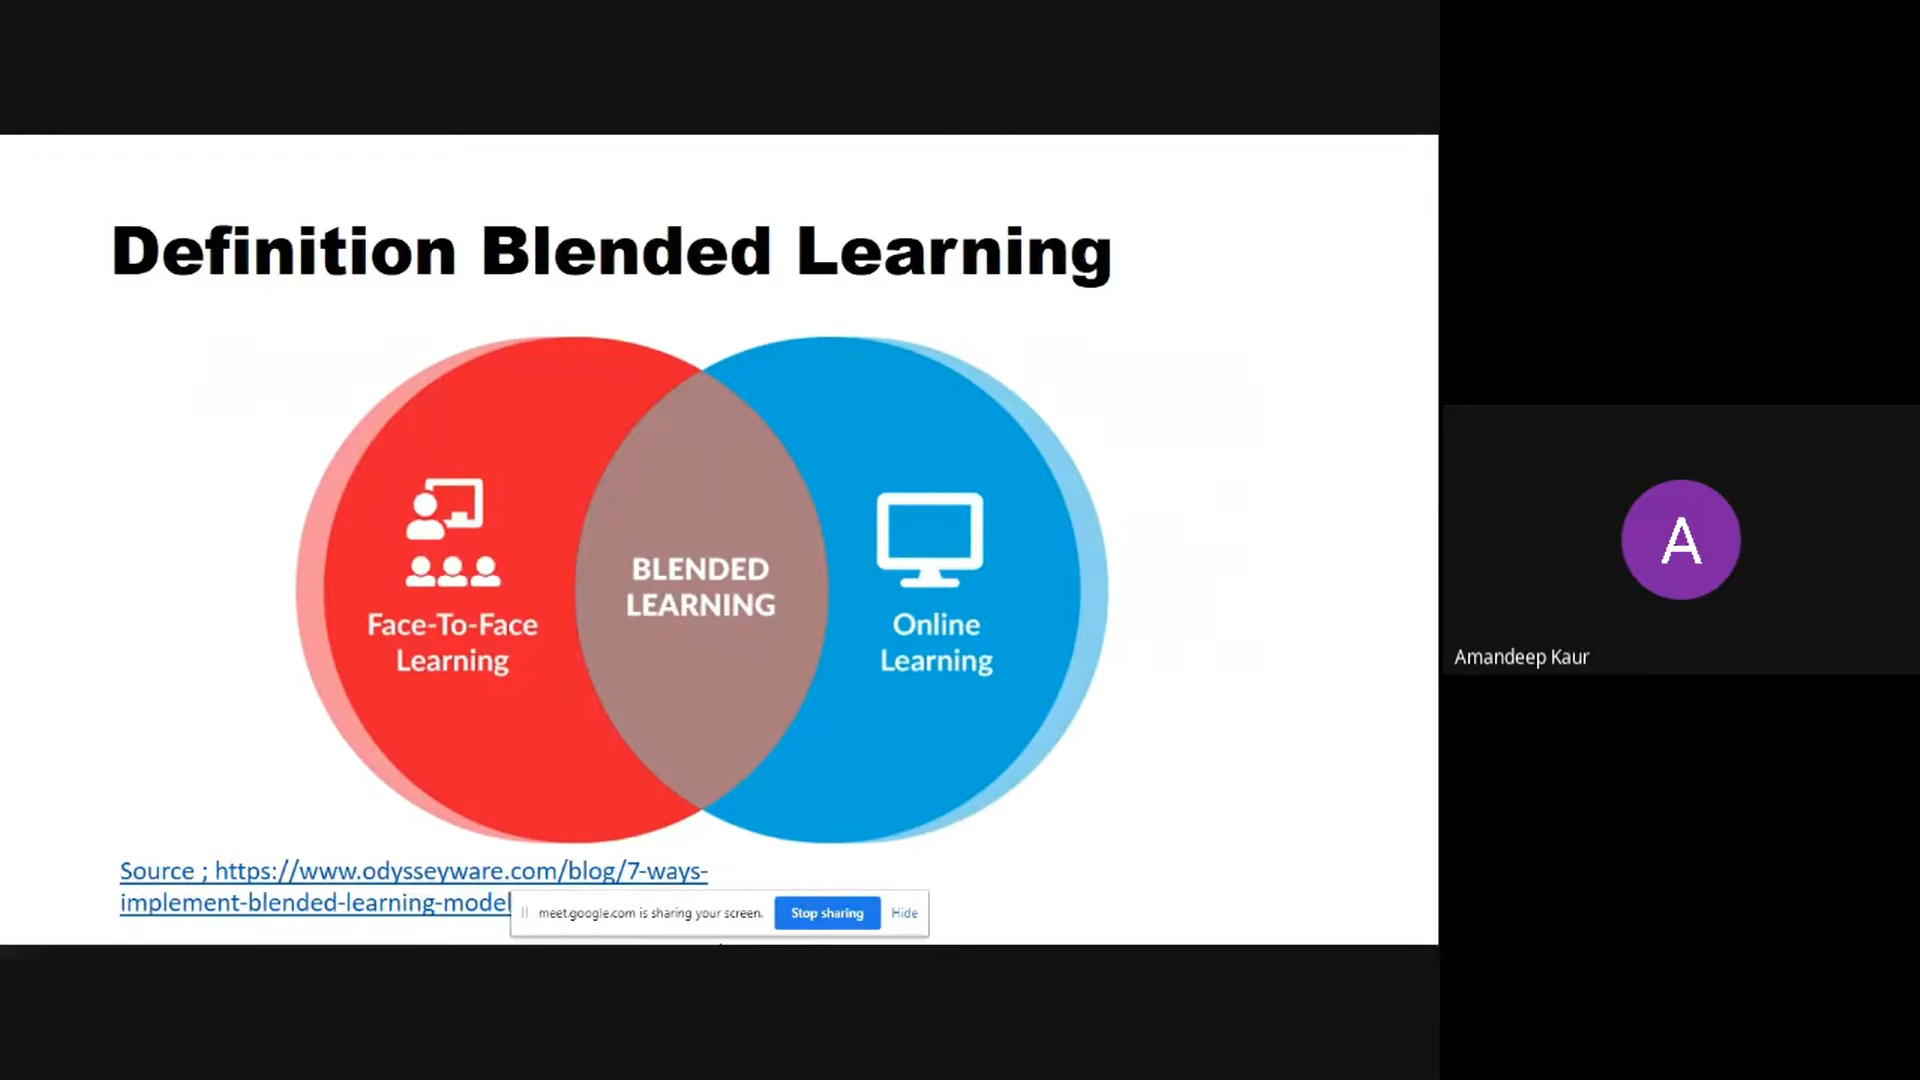 Definition Blended Learning
BLENDED
LEARNING
Face-To-Face
Learning
Online
Learning
Source ; https://www.odysseyware.com/blog/7-ways-
implement-blended-learning-model
meet.google.com is sharing your screen.
Stop sharing
Hide
A
Amandeep Kaur